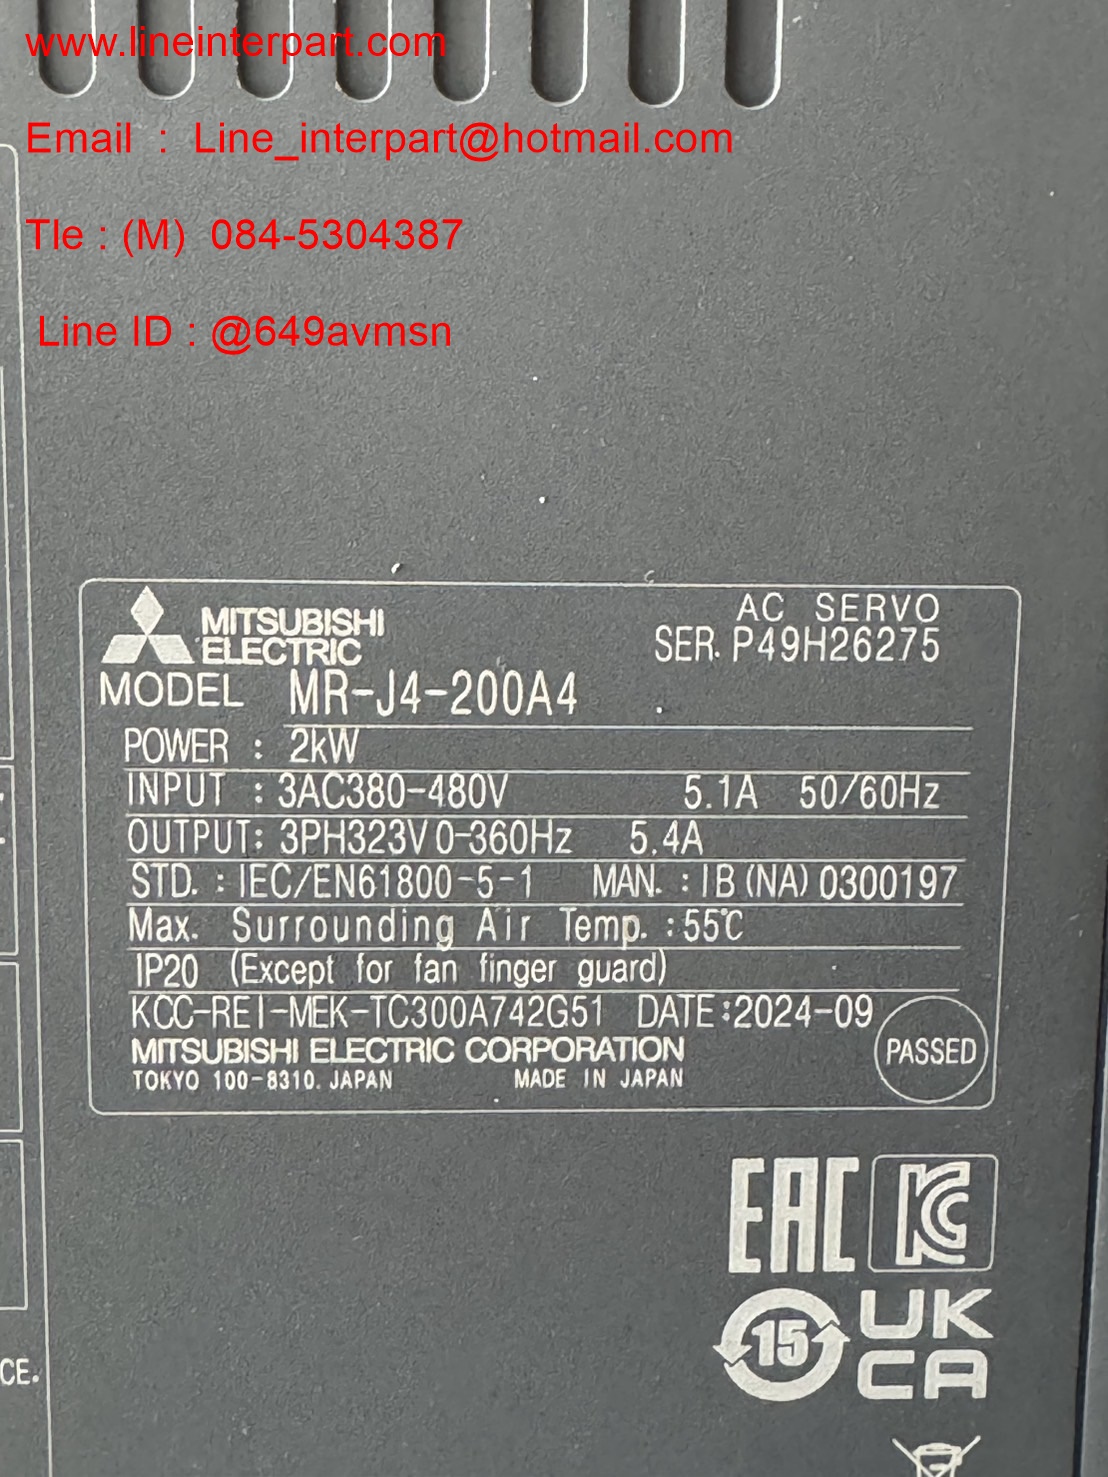 www.lineinterpart.com
Email : Line_interpart@hotmail.com
Tle : (M) 084-5304387
Line ID : @649avmsn
MITSUBISHI
ELECTRIC
AC SERVO
SER. P49H26275
MODEL MR-J4-200A4
POWER : 2kW
INPUT : 3AC380-480V 5.1A 50/60Hz
OUTPUT: 3PH323V 0-360Hz 5.4A
STD. : IEC/EN61800-5-1 MAN. : IB(NA)0300197
Max. Surrounding Air Temp. : 55℃
IP20 (Except for fan finger guard)
KCC-REI-MEK-TC300A742G51 DATE:2024-09
PASSED
MITSUBISHI ELECTRIC CORPORATION
TOKYO 100-8310, JAPAN MADE IN JAPAN
EAC KC
15 UK
CA
CE.